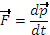 F⃗ = dp⃗/dt